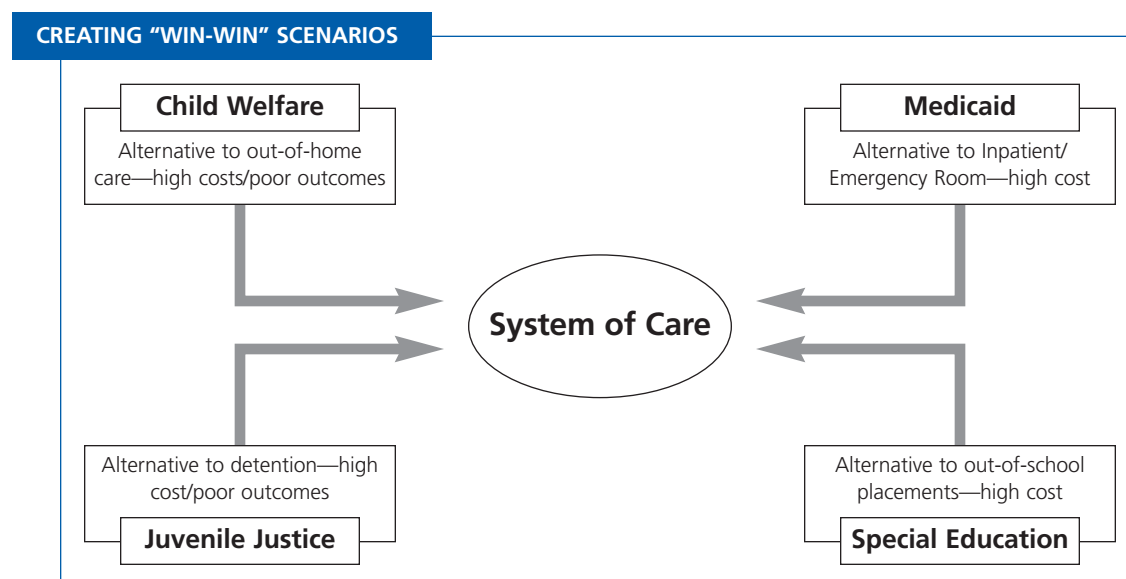 CREATING “WIN-WIN” SCENARIOS
Child Welfare
Alternative to out-of-home
care—high costs/poor outcomes
Medicaid
Alternative to Inpatient/
Emergency Room—high cost
System of Care
Alternative to detention—high
cost/poor outcomes
Juvenile Justice
Alternative to out-of-school
placements—high cost
Special Education